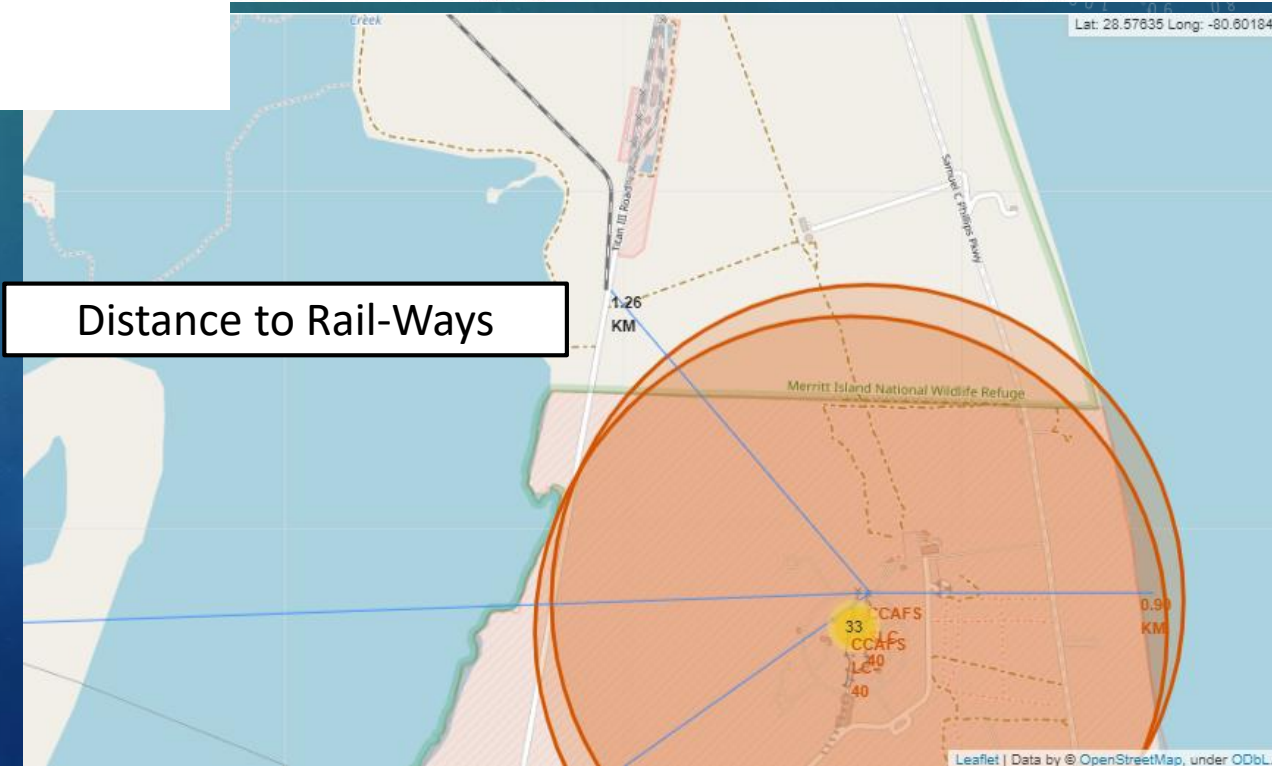 Creek
Lat: 28.57635 Long: -80.60184
Titan III Road
Samuel C Phillips Pkwy
Distance to Rail-Ways
1.26
KM
Merritt Island National Wildlife Refuge
0.90
KM
33
CCAFS
LC
40
CCAFS
LC-
40
Leaflet | Data by © OpenStreetMap, under ODbL.